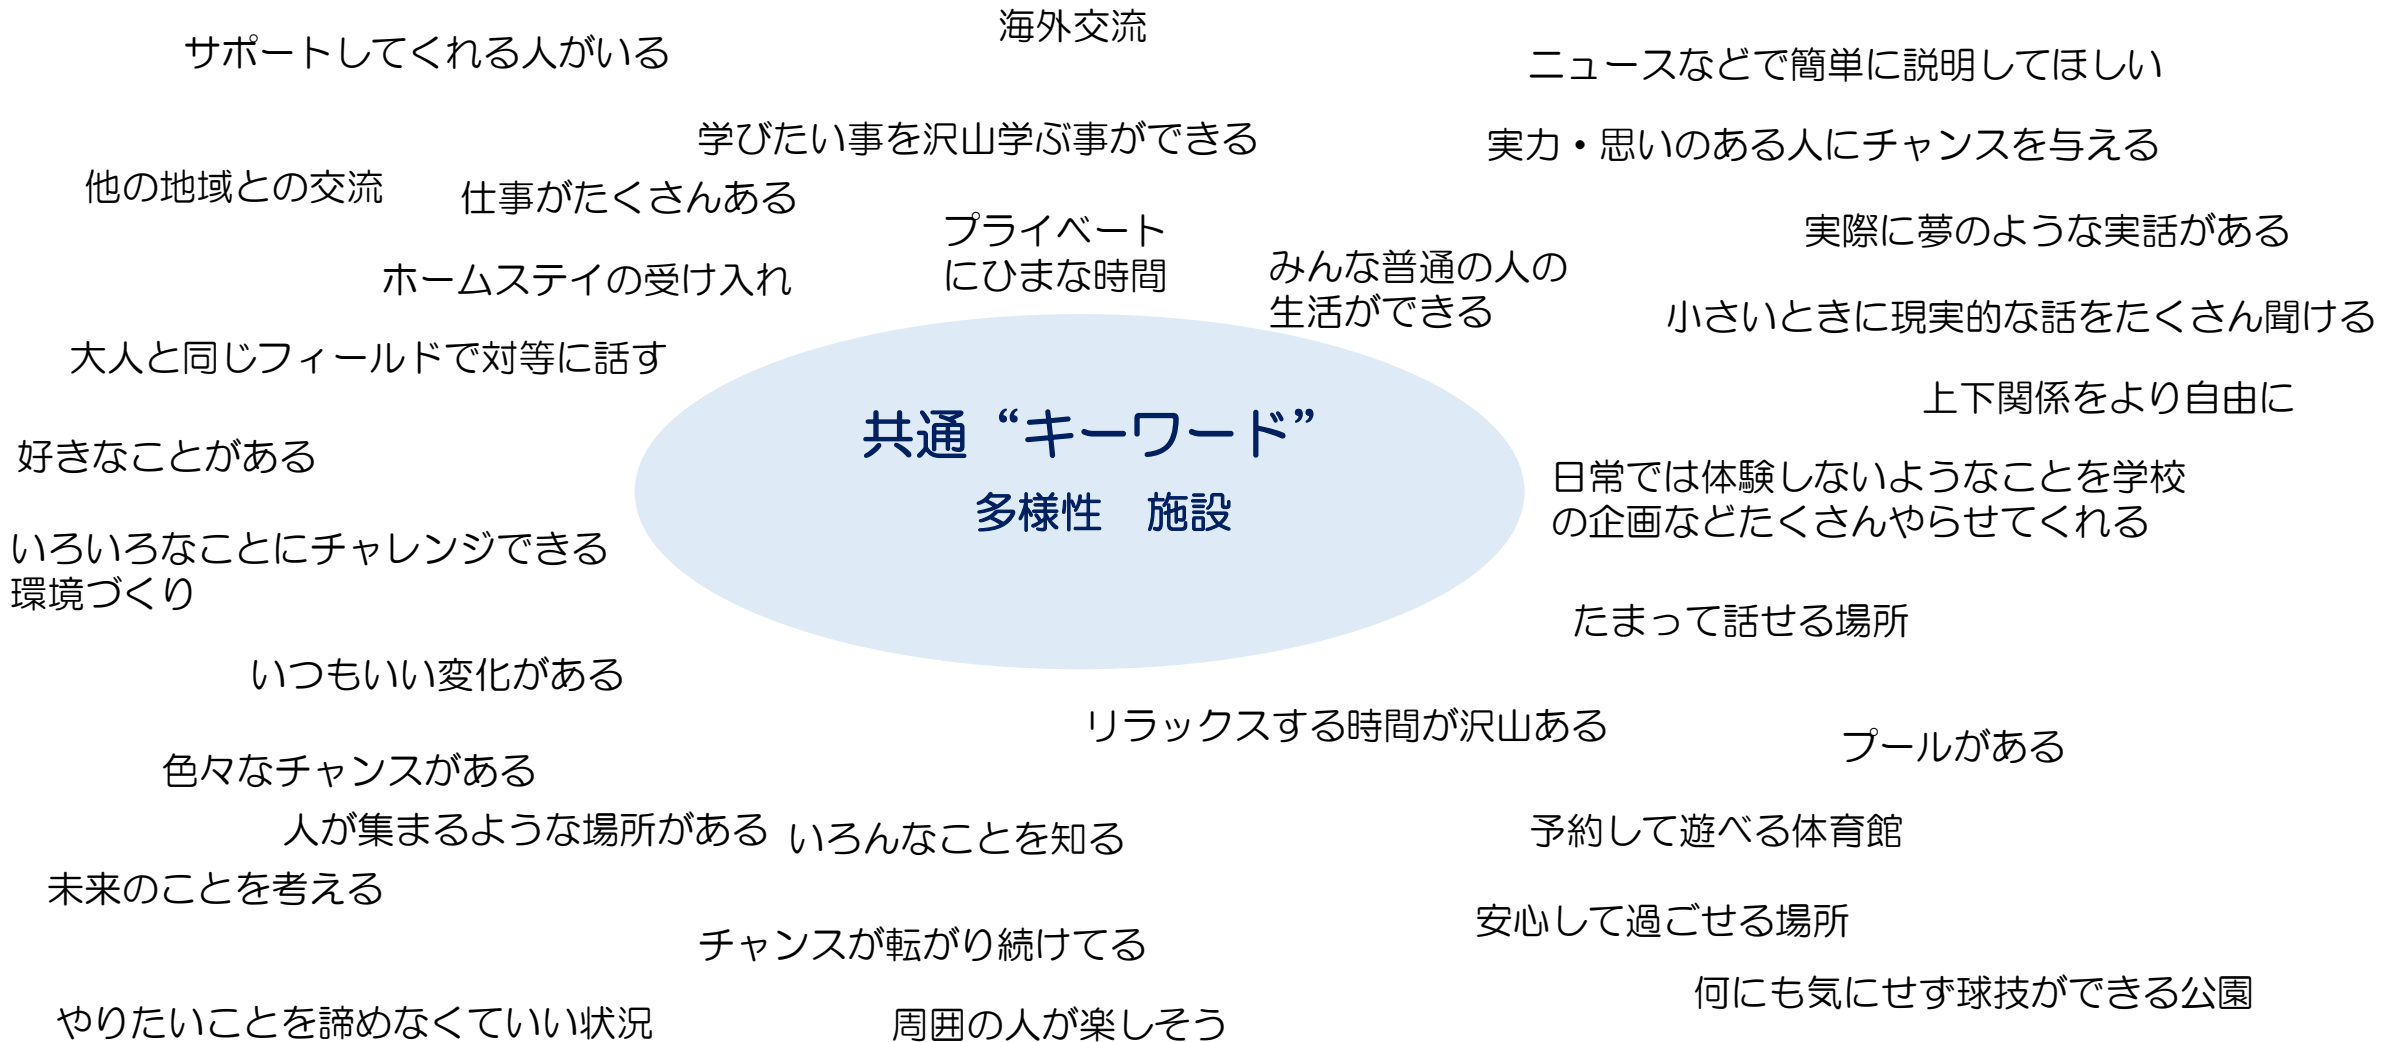 海外交流
サポートしてくれる人がいる
ニュースなどで簡単に説明してほしい
学びたい事を沢山学ぶ事ができる
実力・思いのある人にチャンスを与える
他の地域との交流
仕事がたくさんある
プライベート
にひまな時間
実際に夢のような実話がある
みんな普通の人の
生活ができる
ホームステイの受け入れ
小さいときに現実的な話をたくさん聞ける
大人と同じフィールドで対等に話す
上下関係をより自由に
共通“キーワード”
多様性　施設
好きなことがある
日常では体験しないようなことを学校
の企画などたくさんやらせてくれる
いろいろなことにチャレンジできる
環境づくり
たまって話せる場所
いつもいい変化がある
リラックスする時間が沢山ある
プールがある
色々なチャンスがある
人が集まるような場所がある
いろんなことを知る
予約して遊べる体育館
未来のことを考える
安心して過ごせる場所
チャンスが転がり続けてる
何にも気にせず球技ができる公園
やりたいことを諦めなくていい状況
周囲の人が楽しそう